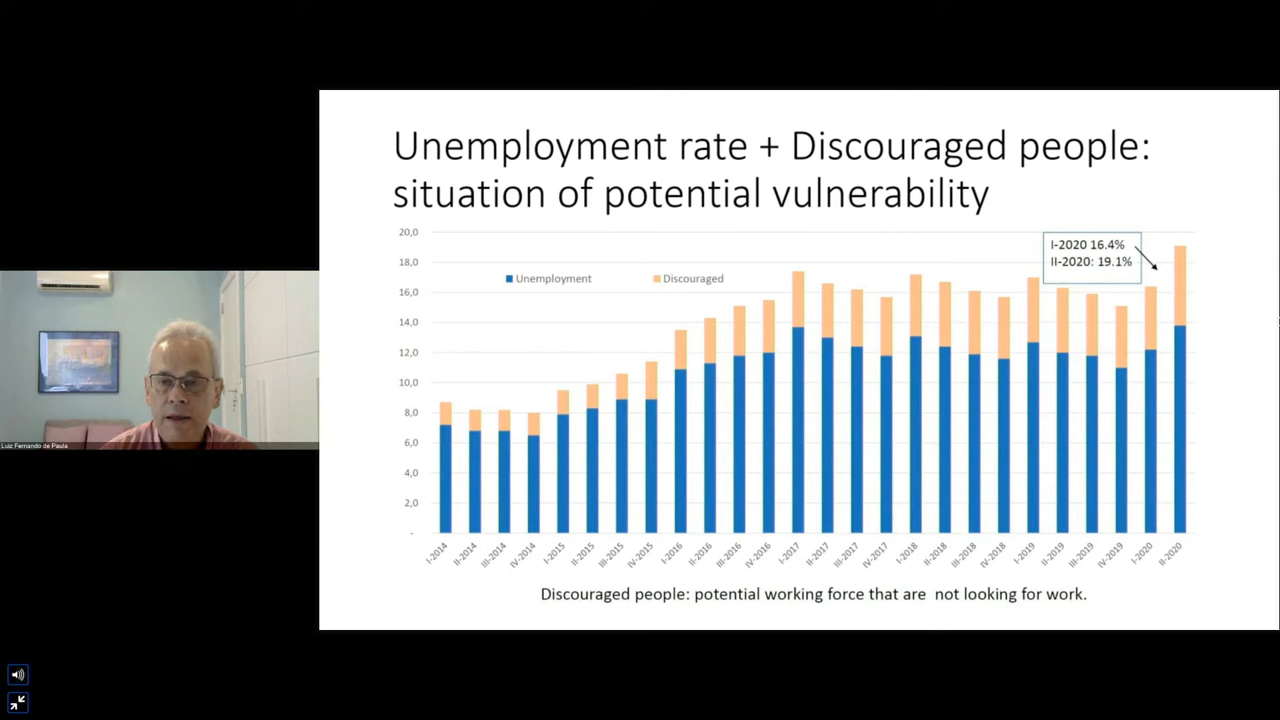 Unemployment rate + Discouraged people:
situation of potential vulnerability
20,0
18,0
16,0
14,0
12,0
10,0
8,0
6,0
4,0
2,0
-
Unemployment
Discouraged
I-2020 16.4%
II-2020: 19.1%
I-2014
II-2014
III-2014
IV-2014
I-2015
II-2015
III-2015
IV-2015
I-2016
II-2016
III-2016
IV-2016
I-2017
II-2017
III-2017
IV-2017
I-2018
II-2018
III-2018
IV-2018
I-2019
II-2019
III-2019
IV-2019
I-2020
II-2020
Discouraged people: potential working force that are not looking for work.
Luiz Fernando de Paula